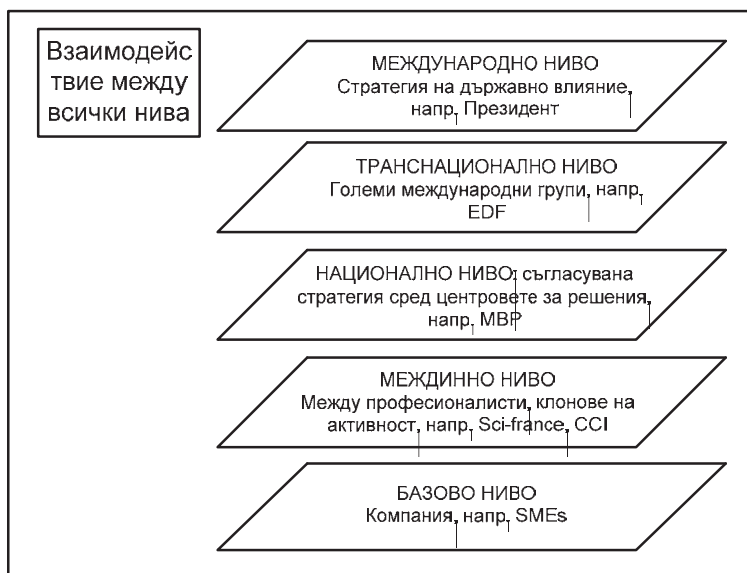 Взаимодейс
твие между
всички нива
МЕЖДУНАРОДНО НИВО
Стратегия на държавно влияние,
напр, Президент
ТРАНСНАЦИОНАЛНО НИВО
Големи международни групи, напр,
EDF
НАЦИОНАЛНО НИВО: съгласувана
стратегия сред центровете за решения,
напр, МВР
МЕЖДИННО НИВО
Между професионалисти, клонове на
активност, напр, Sci-france, CCI
БАЗОВО НИВО
Компания, напр, SMEs